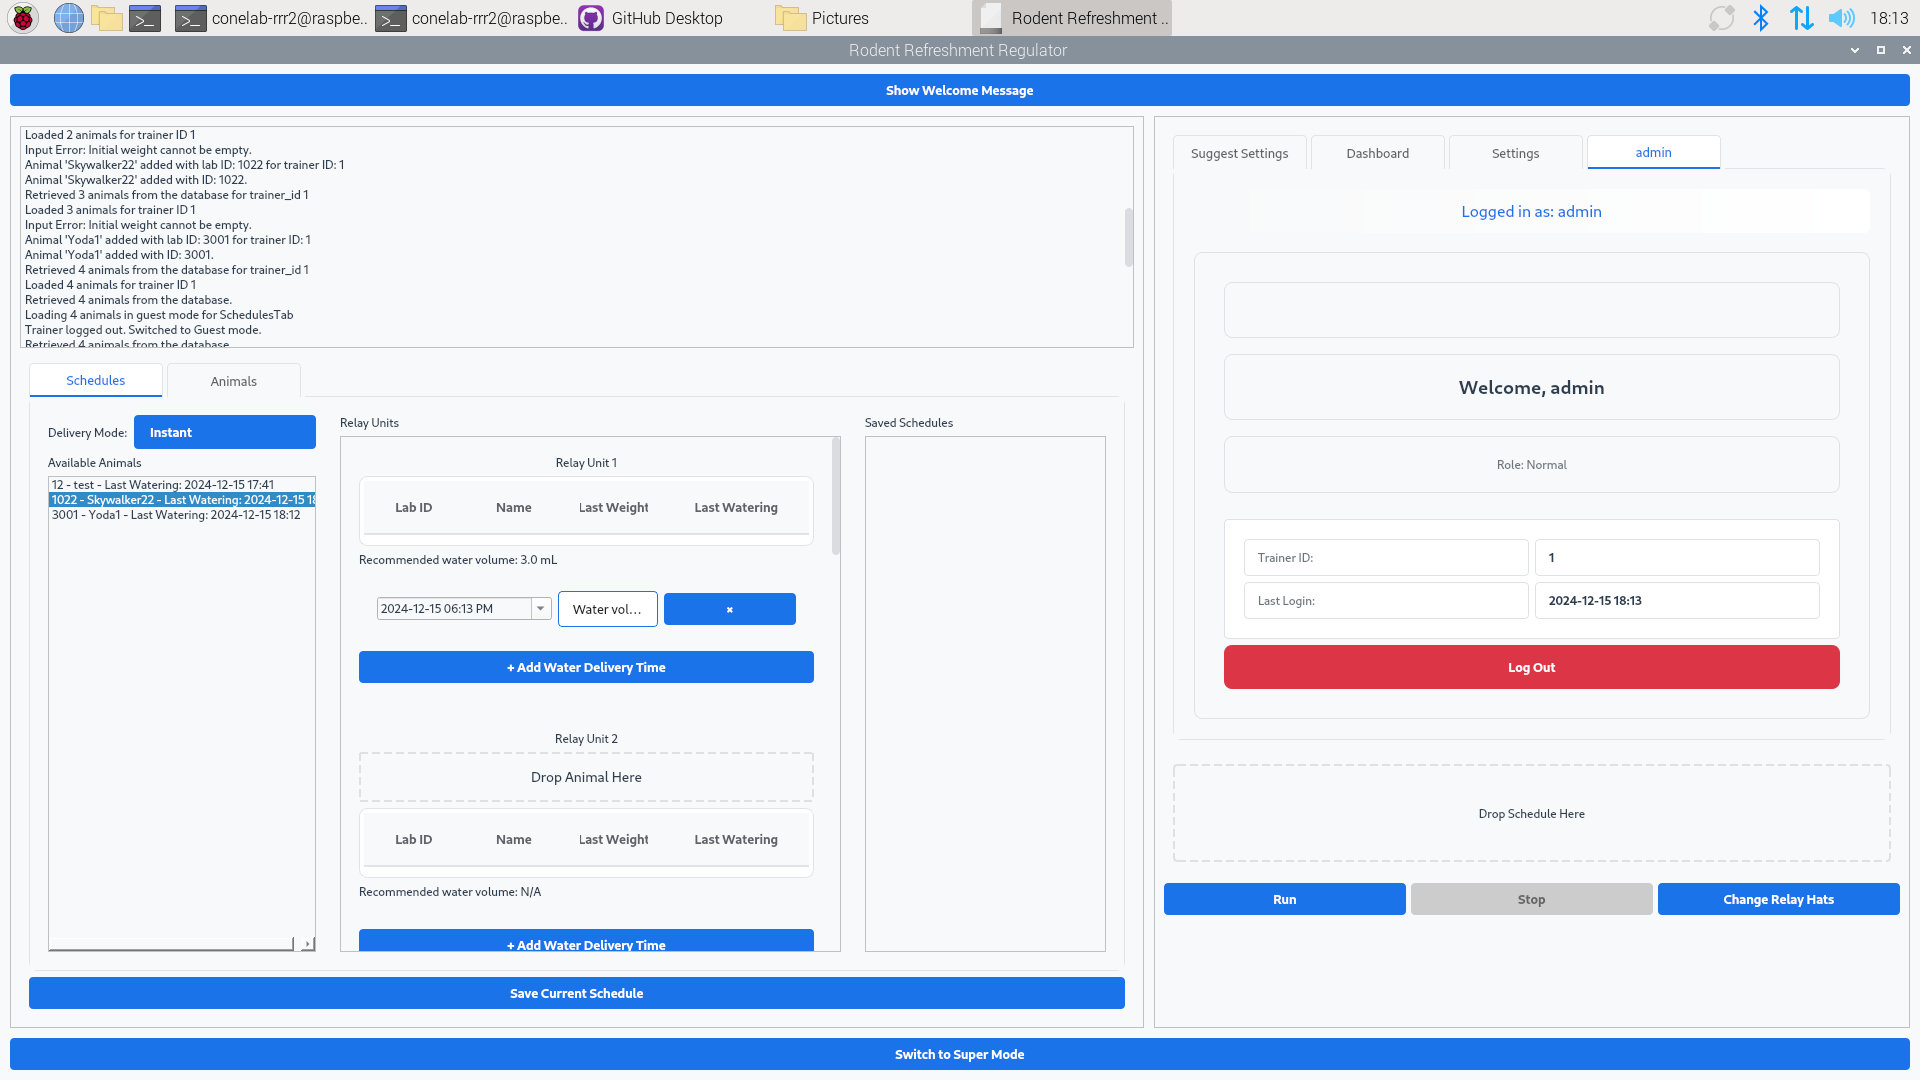 conelab-rrr2@raspbe..
conelab-rrr2@raspbe..
GitHub Desktop
Pictures
Rodent Refreshment ..
18:13
Rodent Refreshment Regulator
Show Welcome Message
Loaded 2 animals for trainer ID 1
Input Error: Initial weight cannot be empty.
Animal 'Skywalker22' added with lab ID: 1022 for trainer ID: 1
Animal 'Skywalker22' added with ID: 1022.
Retrieved 3 animals from the database for trainer_id 1
Loaded 3 animals for trainer ID 1
Input Error: Initial weight cannot be empty.
Animal 'Yoda1' added with lab ID: 3001 for trainer ID: 1
Animal 'Yoda1' added with ID: 3001.
Retrieved 4 animals from the database for trainer_id 1
Loaded 4 animals for trainer ID 1
Retrieved 4 animals from the database.
Loading 4 animals in guest mode for SchedulesTab
Trainer logged out. Switched to Guest mode.
Retrieved 4 animals from the database
Schedules
Animals
Delivery Mode:
Instant
Available Animals
12 - test - Last Watering: 2024-12-15 17:41
1022 - Skywalker22 - Last Watering: 2024-12-15 18
3001 - Yoda1 - Last Watering: 2024-12-15 18:12
Relay Units
Relay Unit 1
Lab ID Name Last Weight Last Watering
Recommended water volume: 3.0 mL
2024-12-15 06:13 PM
Water vol...
×
+ Add Water Delivery Time
Relay Unit 2
Drop Animal Here
Lab ID Name Last Weight Last Watering
Recommended water volume: N/A
+ Add Water Delivery Time
Saved Schedules
Save Current Schedule
Suggest Settings
Dashboard
Settings
admin
Logged in as: admin
Welcome, admin
Role: Normal
Trainer ID:
1
Last Login:
2024-12-15 18:13
Log Out
Drop Schedule Here
Run
Stop
Change Relay Hats
Switch to Super Mode